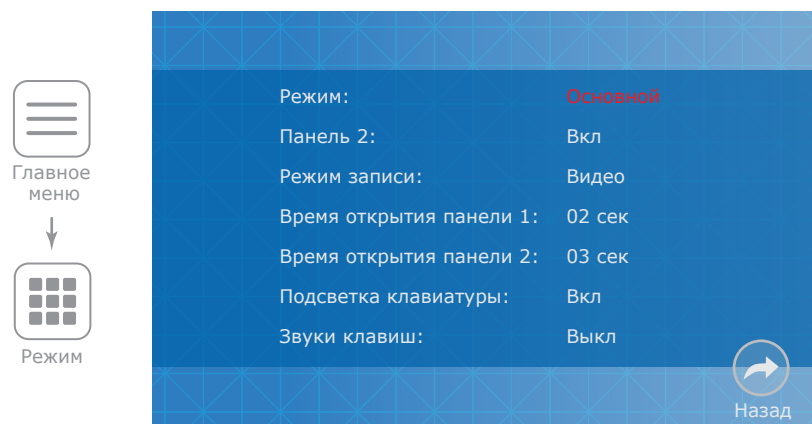 Главное
меню
Режим
Режим: Основной
Панель 2: Вкл
Режим записи: Видео
Время открытия панели 1: 02 сек
Время открытия панели 2: 03 сек
Подсветка клавиатуры: Вкл
Звуки клавиш: Выкл
Назад